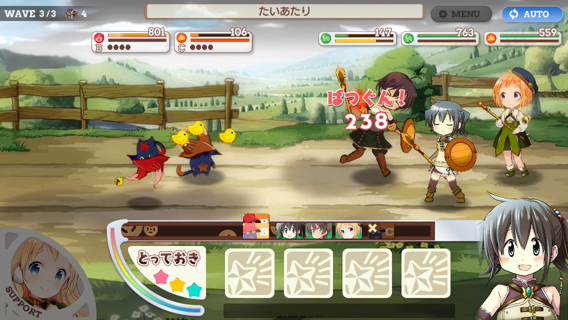 WAVE 3/3 4
たいあたり
MENU
AUTO
801
B
106
C
147
763
559
ばつぐん!
238
とっておき
SUPPORT